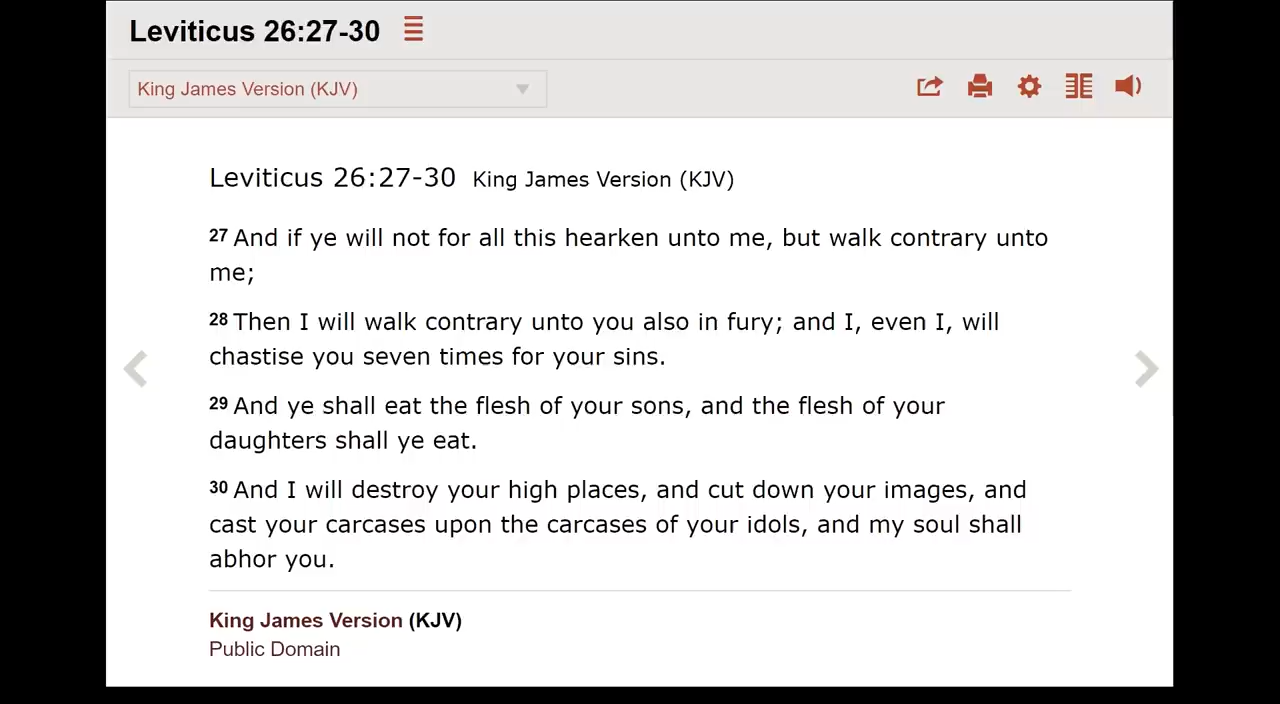 Leviticus 26:27-30
King James Version (KJV)
Leviticus 26:27-30 King James Version (KJV)
27 And if ye will not for all this hearken unto me, but walk contrary unto
me;
28 Then I will walk contrary unto you also in fury; and I, even I, will
chastise you seven times for your sins.
29 And ye shall eat the flesh of your sons, and the flesh of your
daughters shall ye eat.
30 And I will destroy your high places, and cut down your images, and
cast your carcases upon the carcases of your idols, and my soul shall
abhor you.
King James Version (KJV)
Public Domain